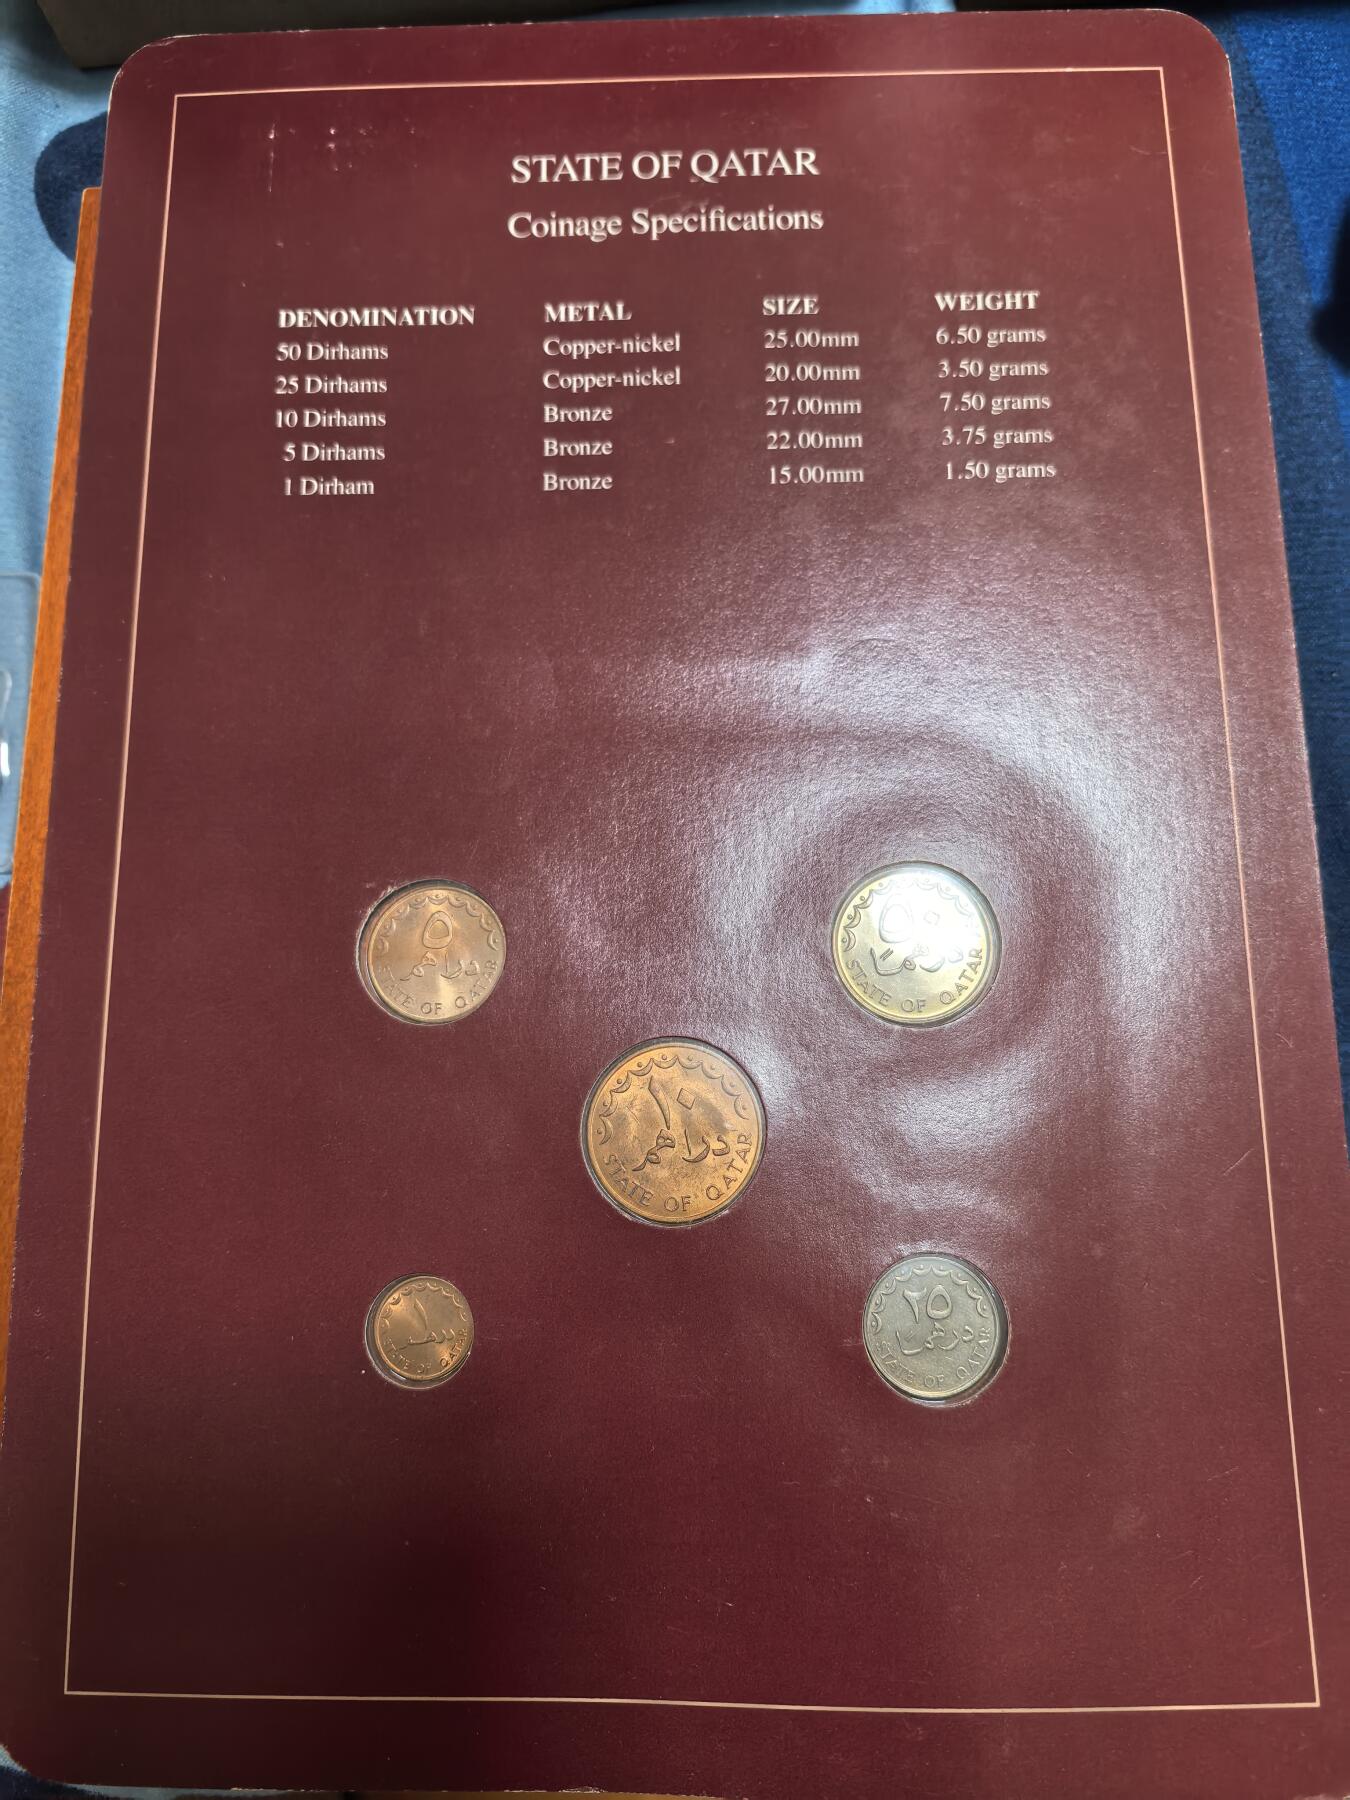 STATE OF QATAR
Coinage Specifications
DENOMINATION METAL SIZE WEIGHT
50 Dirhams Copper-nickel 25.00mm 6.50 grams
25 Dirhams Copper-nickel 20.00mm 3.50 grams
10 Dirhams Bronze 27.00mm 7.50 grams
5 Dirhams Bronze 22.00mm 3.75 grams
1 Dirham Bronze 15.00mm 1.50 grams
٥
دراهم
STATE OF QATAR
٥٠
درهما
STATE OF QATAR
١٠
دراهم
STATE OF QATAR
١
درهم
STATE OF QATAR
٢٥
درهما
STATE OF QATAR